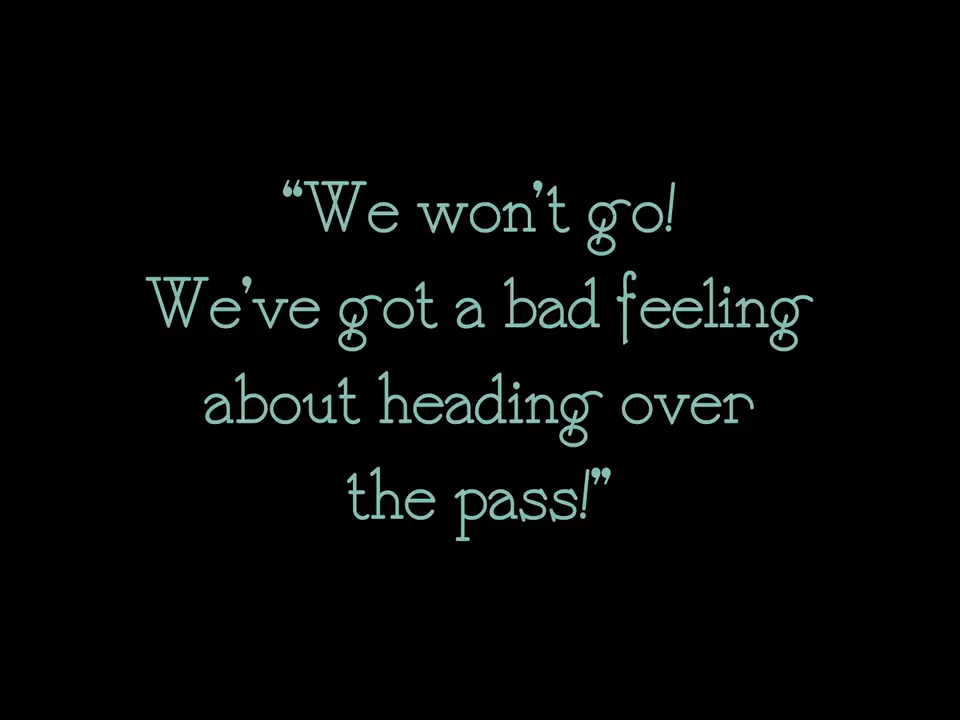 “We won’t go!
We’ve got a bad feeling
about heading over
the pass!”